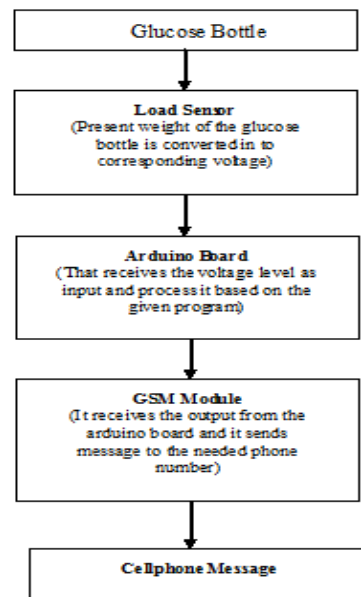 Glucose Bottle
Load Sensor
(Present weight of the glucose
bottle is converted in to
corresponding voltage)
Arduino Board
(That receives the voltage level as
input and process it based on the
given program)
GSM Module
(It receives the output from the
arduino board and it sends
message to the needed phone
number)
Cellphone Message